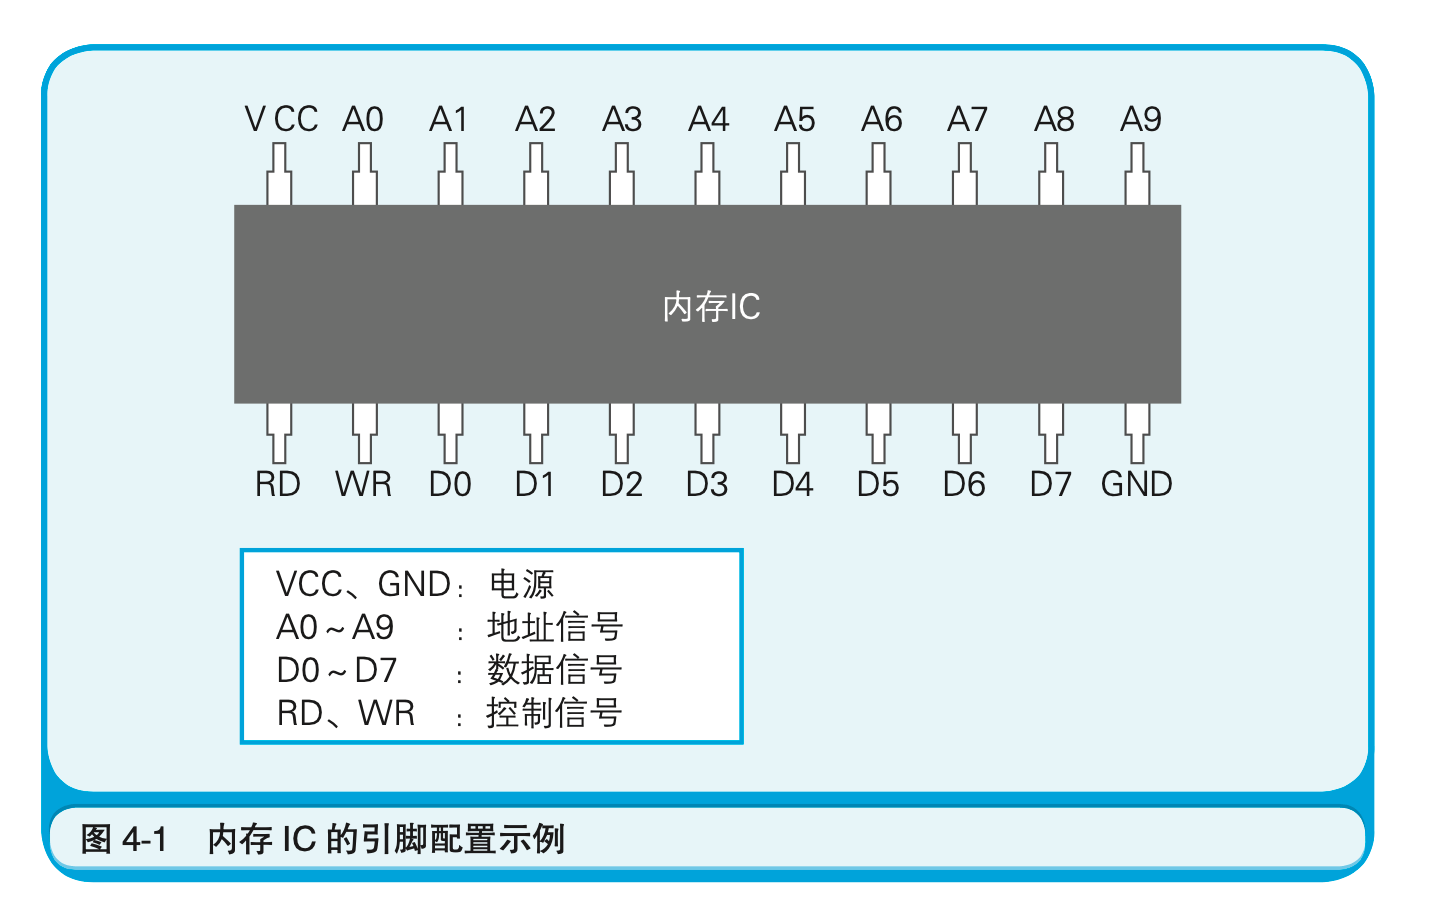 V CC A0 A1 A2 A3 A4 A5 A6 A7 A8 A9
内存IC
RD WR D0 D1 D2 D3 D4 D5 D6 D7 GND
VCC、GND：电源
A0～A9：地址信号
D0～D7：数据信号
RD、WR：控制信号
图 4-1 内存 IC 的引脚配置示例